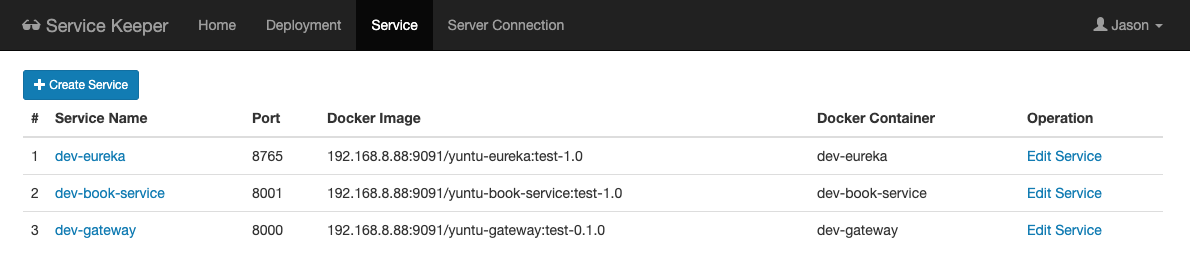 Service Keeper Home Deployment Service Server Connection Jason
Create Service
# Service Name Port Docker Image Docker Container Operation
1 dev-eureka 8765 192.168.8.88:9091/yuntu-eureka:test-1.0 dev-eureka Edit Service
2 dev-book-service 8001 192.168.8.88:9091/yuntu-book-service:test-1.0 dev-book-service Edit Service
3 dev-gateway 8000 192.168.8.88:9091/yuntu-gateway:test-0.1.0 dev-gateway Edit Service